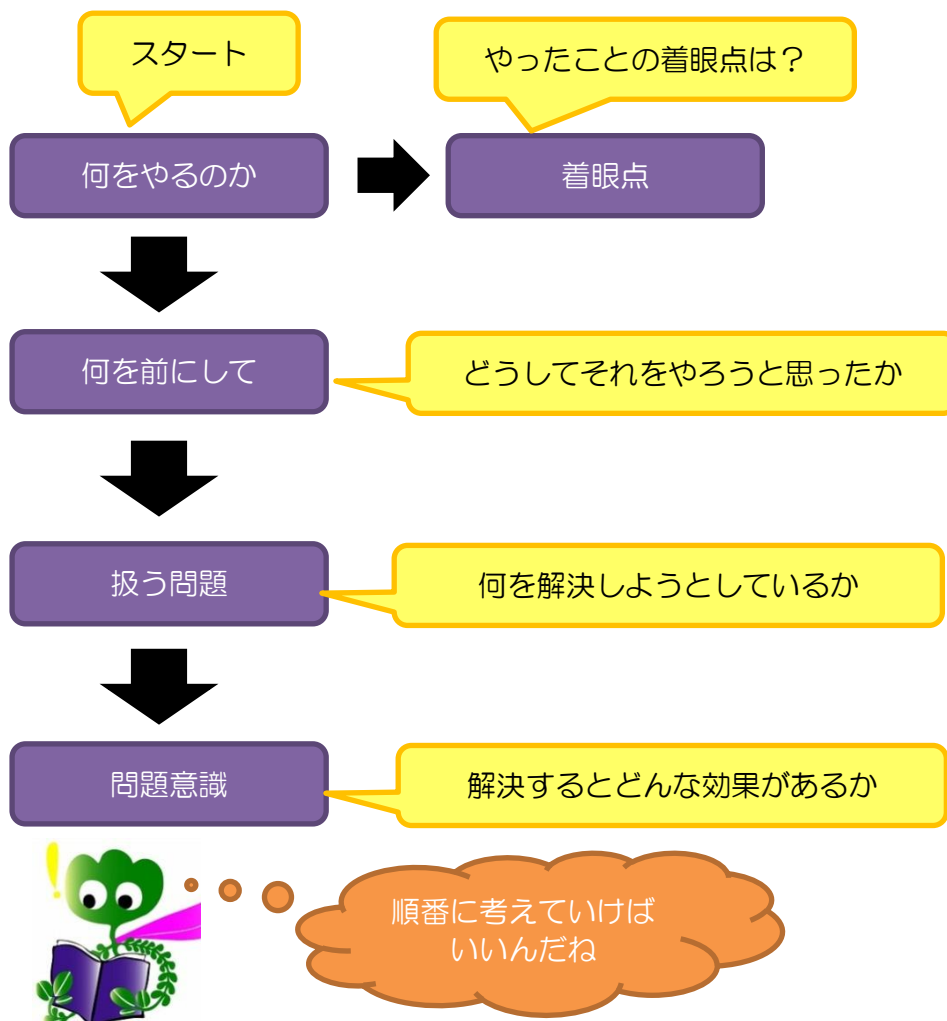 スタート
やったことの着眼点は？
何をやるのか
着眼点
何を前にして
どうしてそれをやろうと思ったか
扱う問題
何を解決しようとしているか
問題意識
解決するとどんな効果があるか
順番に考えていけば
いいんだね